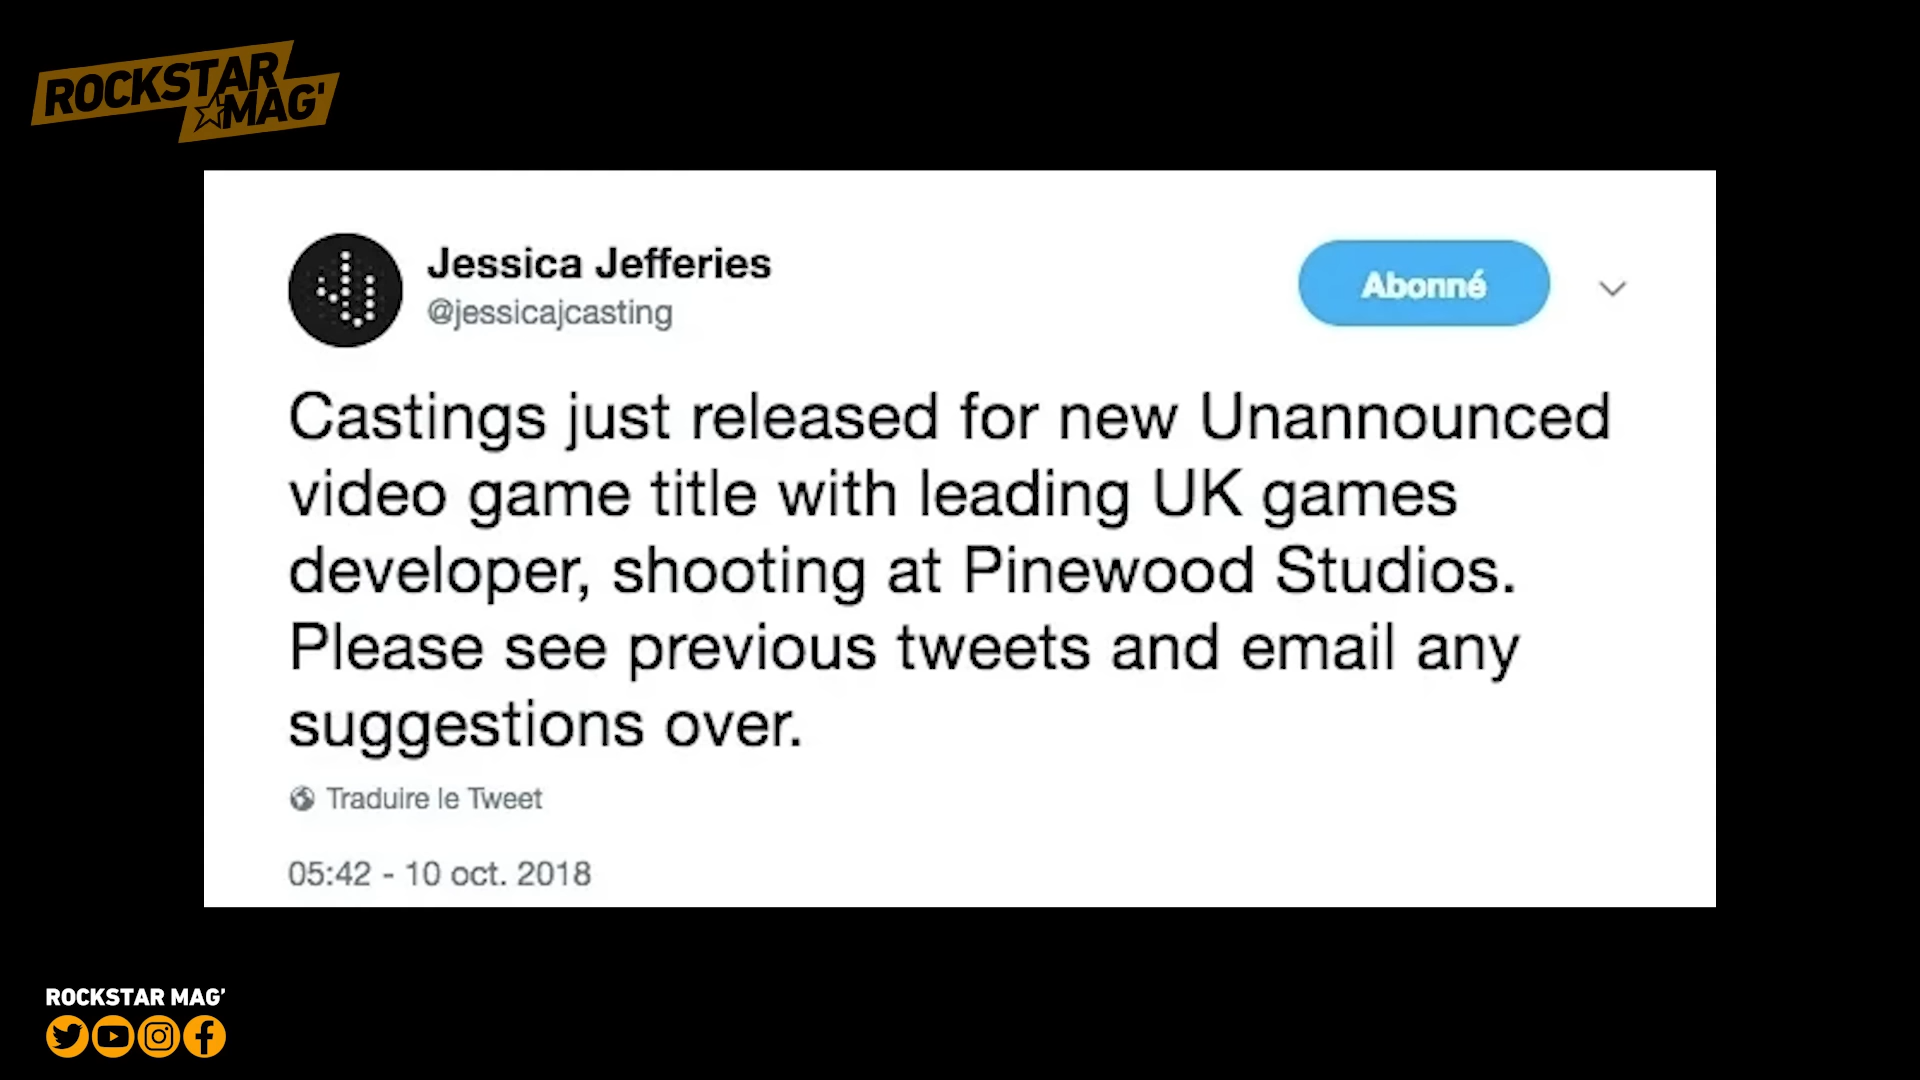 ROCKSTAR
MAG'
Jessica Jefferies
@jessicajcasting
Abonné
Castings just released for new Unannounced
video game title with leading UK games
developer, shooting at Pinewood Studios.
Please see previous tweets and email any
suggestions over.
Traduire le Tweet
05:42 - 10 oct. 2018
ROCKSTAR MAG'